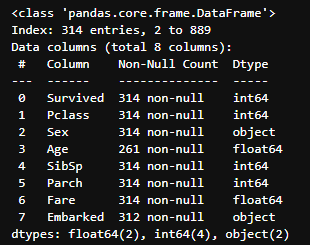 <class 'pandas.core.frame.DataFrame'>
Index: 314 entries, 2 to 889
Data columns (total 8 columns):
 #   Column    Non-Null Count  Dtype
---  ------    --------------  -----
 0   Survived  314 non-null    int64
 1   Pclass    314 non-null    int64
 2   Sex       314 non-null    object
 3   Age       261 non-null    float64
 4   SibSp     314 non-null    int64
 5   Parch     314 non-null    int64
 6   Fare      314 non-null    float64
 7   Embarked  312 non-null    object
dtypes: float64(2), int64(4), object(2)